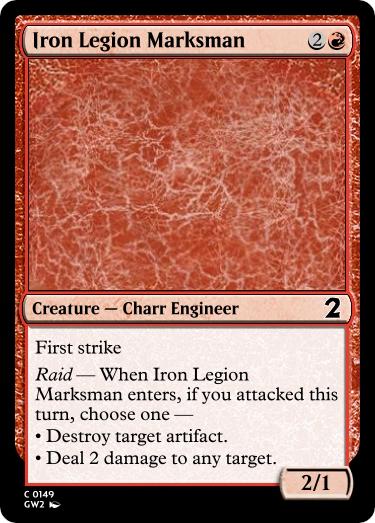 Iron Legion Marksman 2
Creature — Charr Engineer 2
First strike
Raid — When Iron Legion
Marksman enters, if you attacked this
turn, choose one —
• Destroy target artifact.
• Deal 2 damage to any target.
2/1
C 0149
GW2